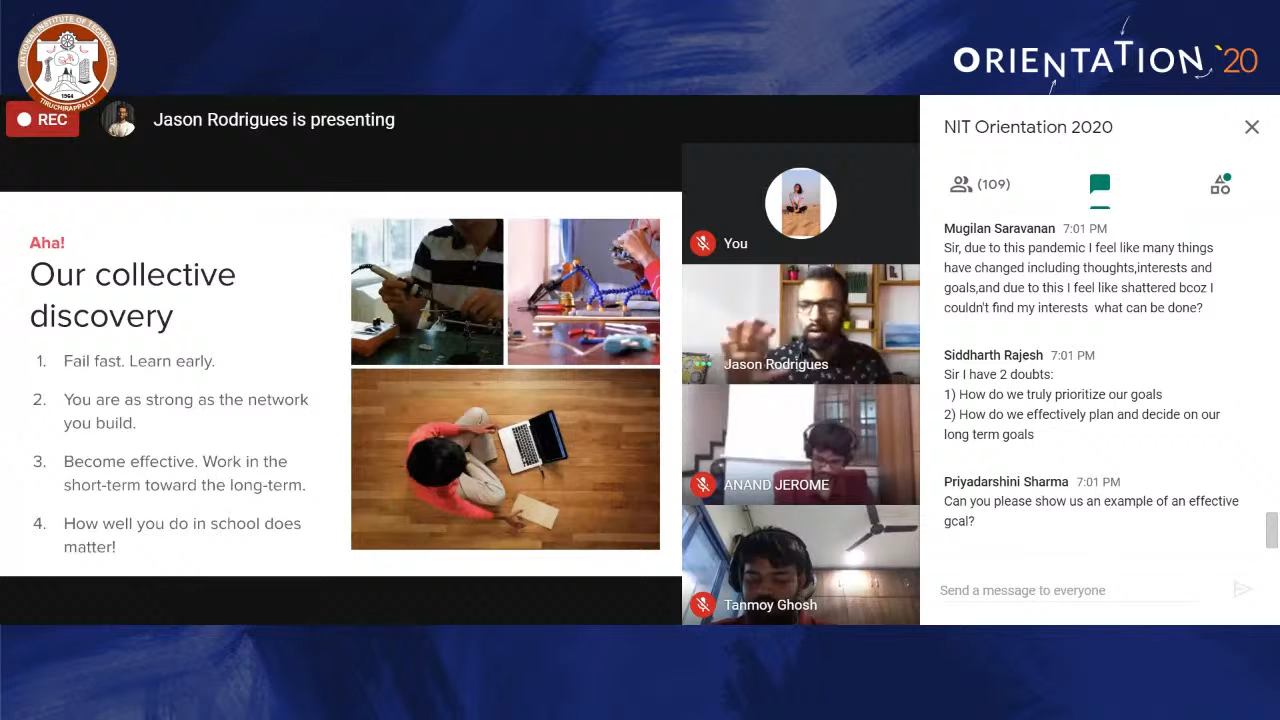 NATIONAL INSTITUTE OF TECHNOLOGY
1964
TIRUCHIRAPPALLI
ORIENTATION `20
REC
Jason Rodrigues is presenting
Aha!
Our collective
discovery
1. Fail fast. Learn early.
2. You are as strong as the network
you build.
3. Become effective. Work in the
short-term toward the long-term.
4. How well you do in school does
matter!
You
Jason Rodrigues
ANAND JEROME
Tanmoy Ghosh
NIT Orientation 2020
(109)
Mugilan Saravanan 7:01 PM
Sir, due to this pandemic I feel like many things
have changed including thoughts,interests and
goals,and due to this I feel like shattered bcoz I
couldn't find my interests what can be done?
Siddharth Rajesh 7:01 PM
Sir I have 2 doubts:
1) How do we truly prioritize our goals
2) How do we effectively plan and decide on our
long term goals
Priyadarshini Sharma 7:01 PM
Can you please show us an example of an effective
gcal?
Send a message to everyone